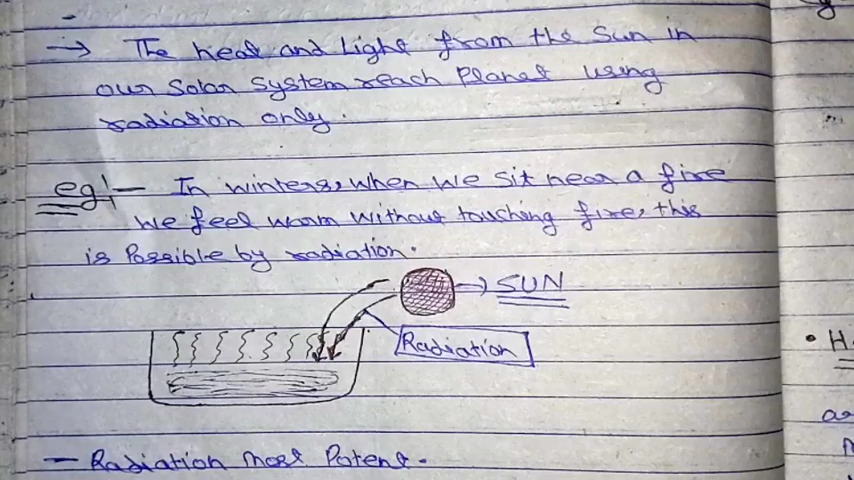 → The heat and Light from the Sun in
our Solar System reach Planet using
radiation only.
eg:- In winters, when we sit near a fire
we feel warm without touching fire, this
is Possible by radiation.
→ SUN
Radiation
• H.
- Radiation most Potent.